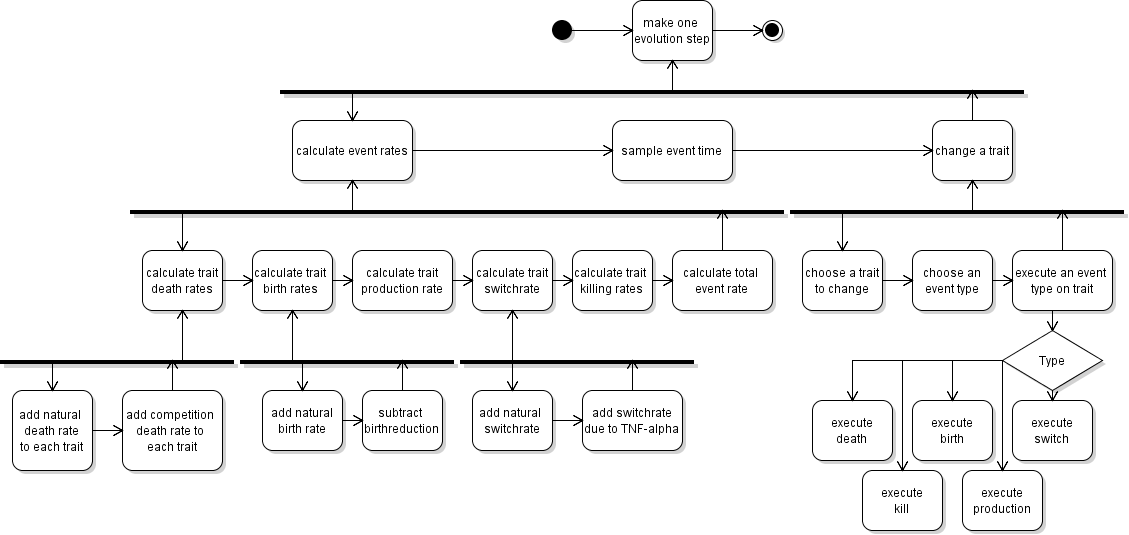 make one
evolution step
calculate event rates
sample event time
change a trait
calculate trait
death rates
calculate trait
birth rates
calculate trait
production rate
calculate trait
switchrate
calculate trait
killing rates
calculate total
event rate
choose a trait
to change
choose an
event type
execute an event
type on trait
Type
add natural
death rate
to each trait
add competition
death rate to
each trait
add natural
birth rate
subtract
birthreduction
add natural
switchrate
add switchrate
due to TNF-alpha
execute
death
execute
birth
execute
switch
execute
kill
execute
production